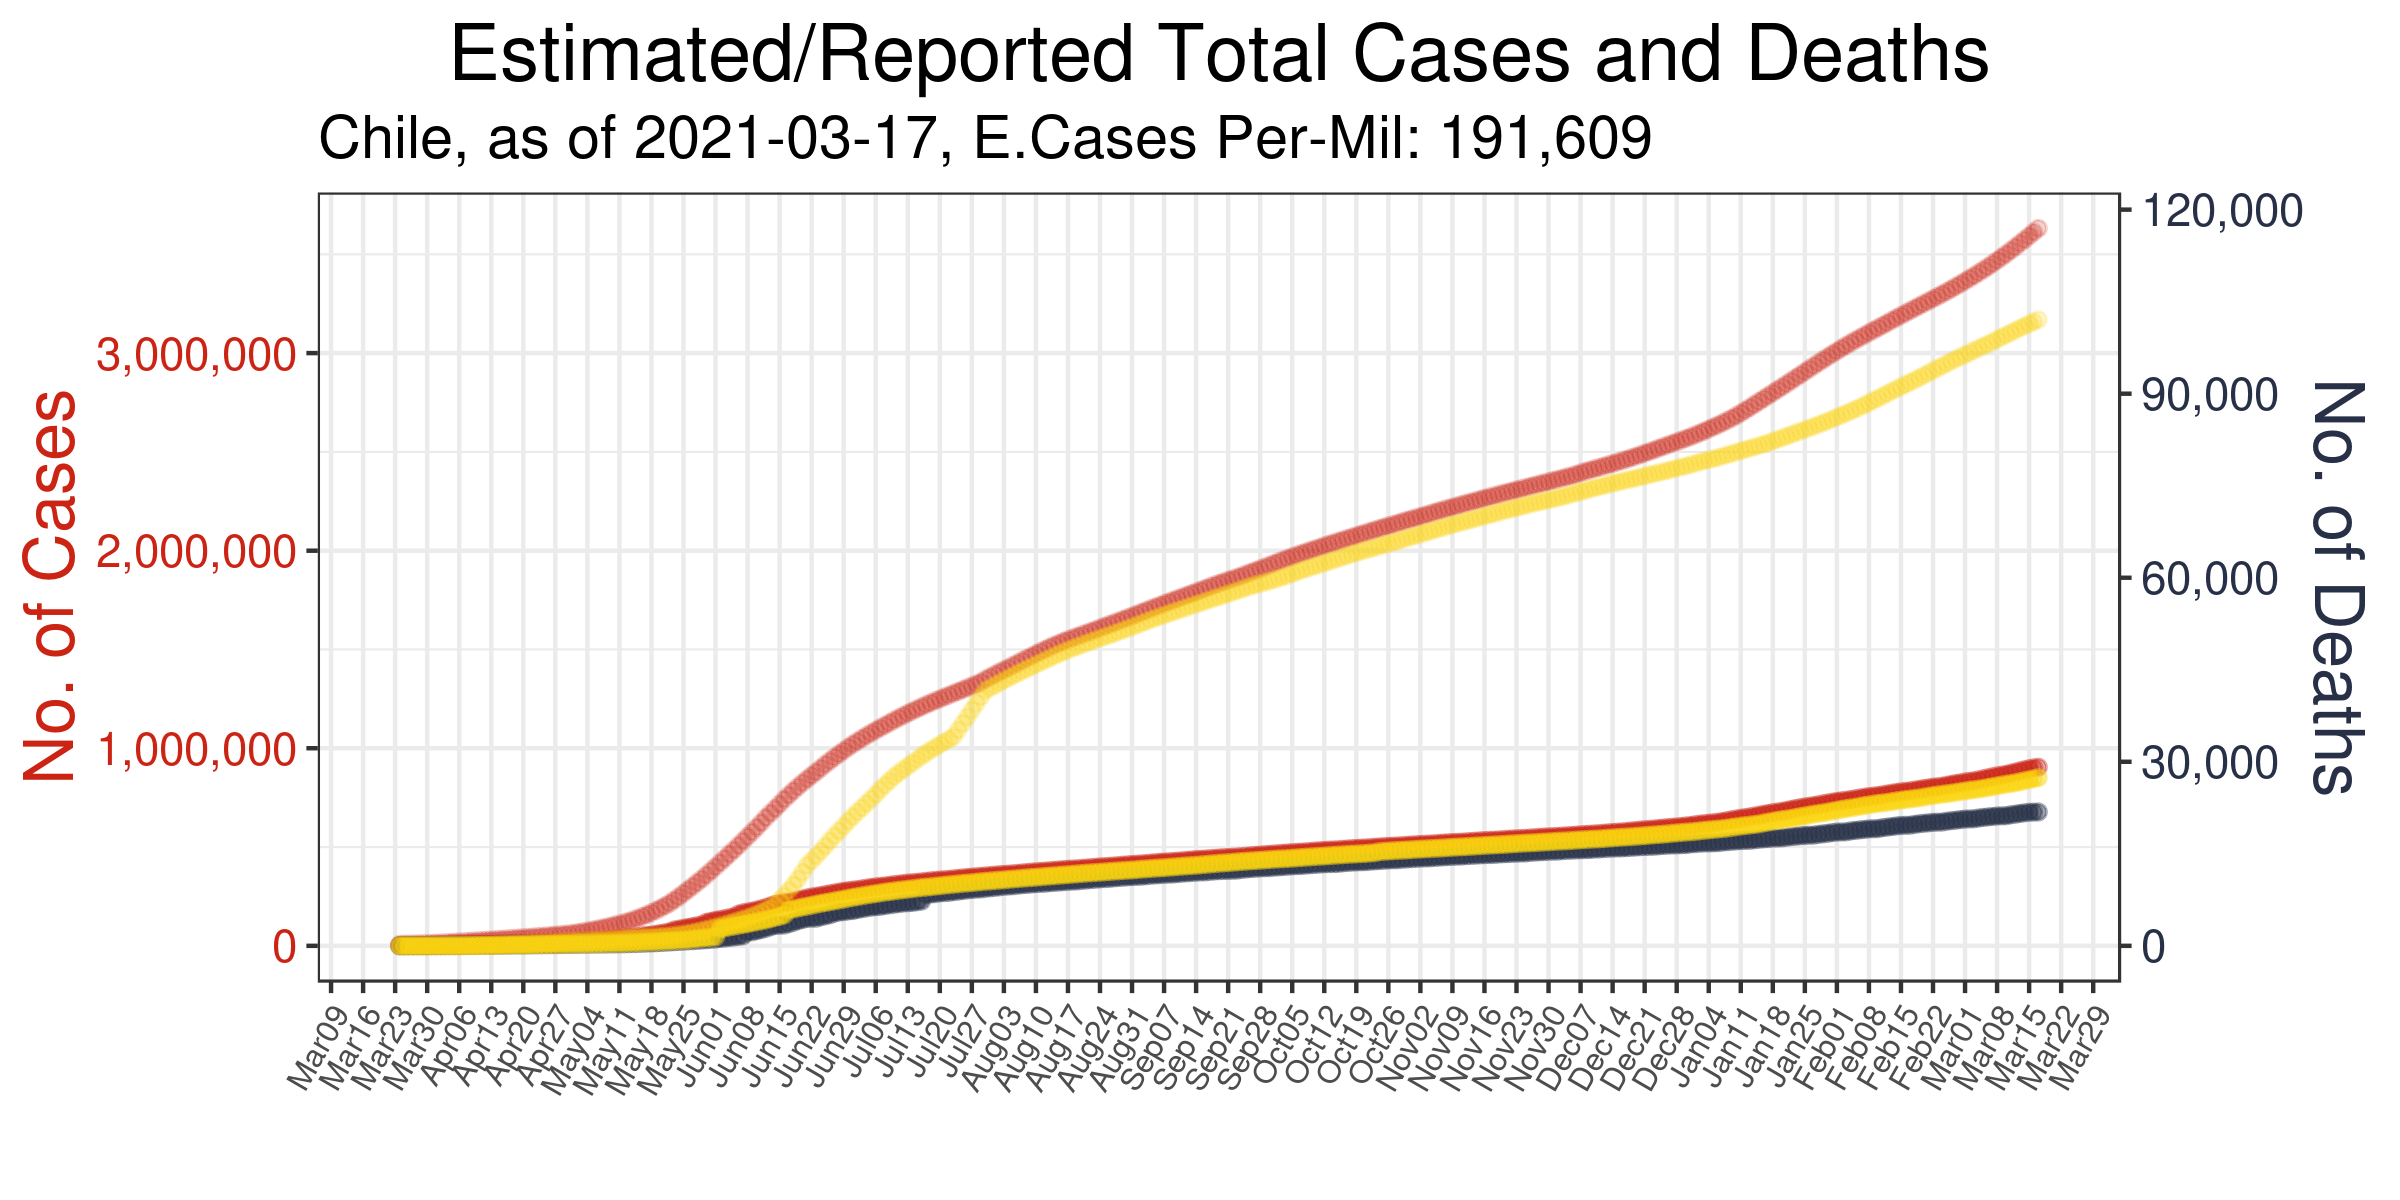 Estimated/Reported Total Cases and Deaths
Chile, as of 2021-03-17, E.Cases Per-Mil: 191,609
No. of Cases
3,000,000
2,000,000
1,000,000
0
120,000
90,000
60,000
30,000
0
No. of Deaths
Mar09
Mar16
Mar23
Mar30
Apr06
Apr13
Apr20
Apr27
May04
May11
May18
May25
Jun01
Jun08
Jun15
Jun22
Jun29
Jul06
Jul13
Jul20
Jul27
Aug03
Aug10
Aug17
Aug24
Aug31
Sep07
Sep14
Sep21
Sep28
Oct05
Oct12
Oct19
Oct26
Nov02
Nov09
Nov16
Nov23
Nov30
Dec07
Dec14
Dec21
Dec28
Jan04
Jan11
Jan18
Jan25
Feb01
Feb08
Feb15
Feb22
Mar01
Mar08
Mar15
Mar22
Mar29